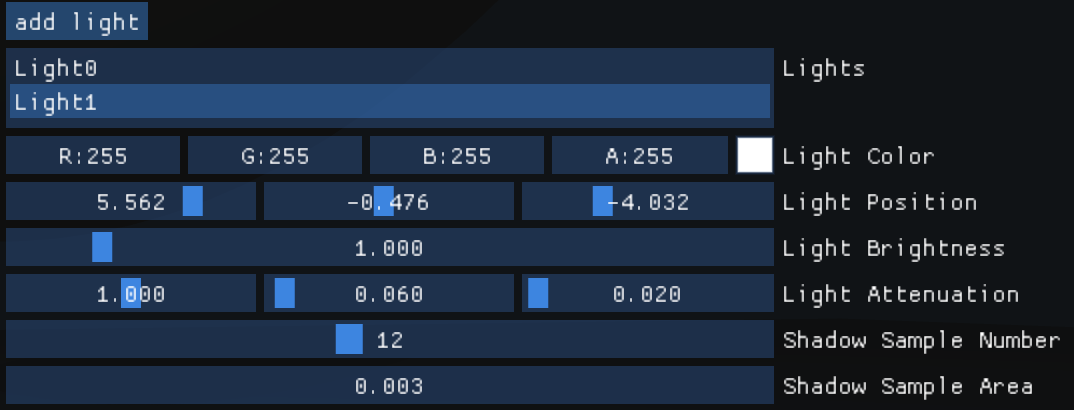 add light
Light0 Lights
Light1
R:255 G:255 B:255 A:255 Light Color
5.562 -0.476 -4.032 Light Position
1.000 Light Brightness
1.000 0.060 0.020 Light Attenuation
12 Shadow Sample Number
0.003 Shadow Sample Area